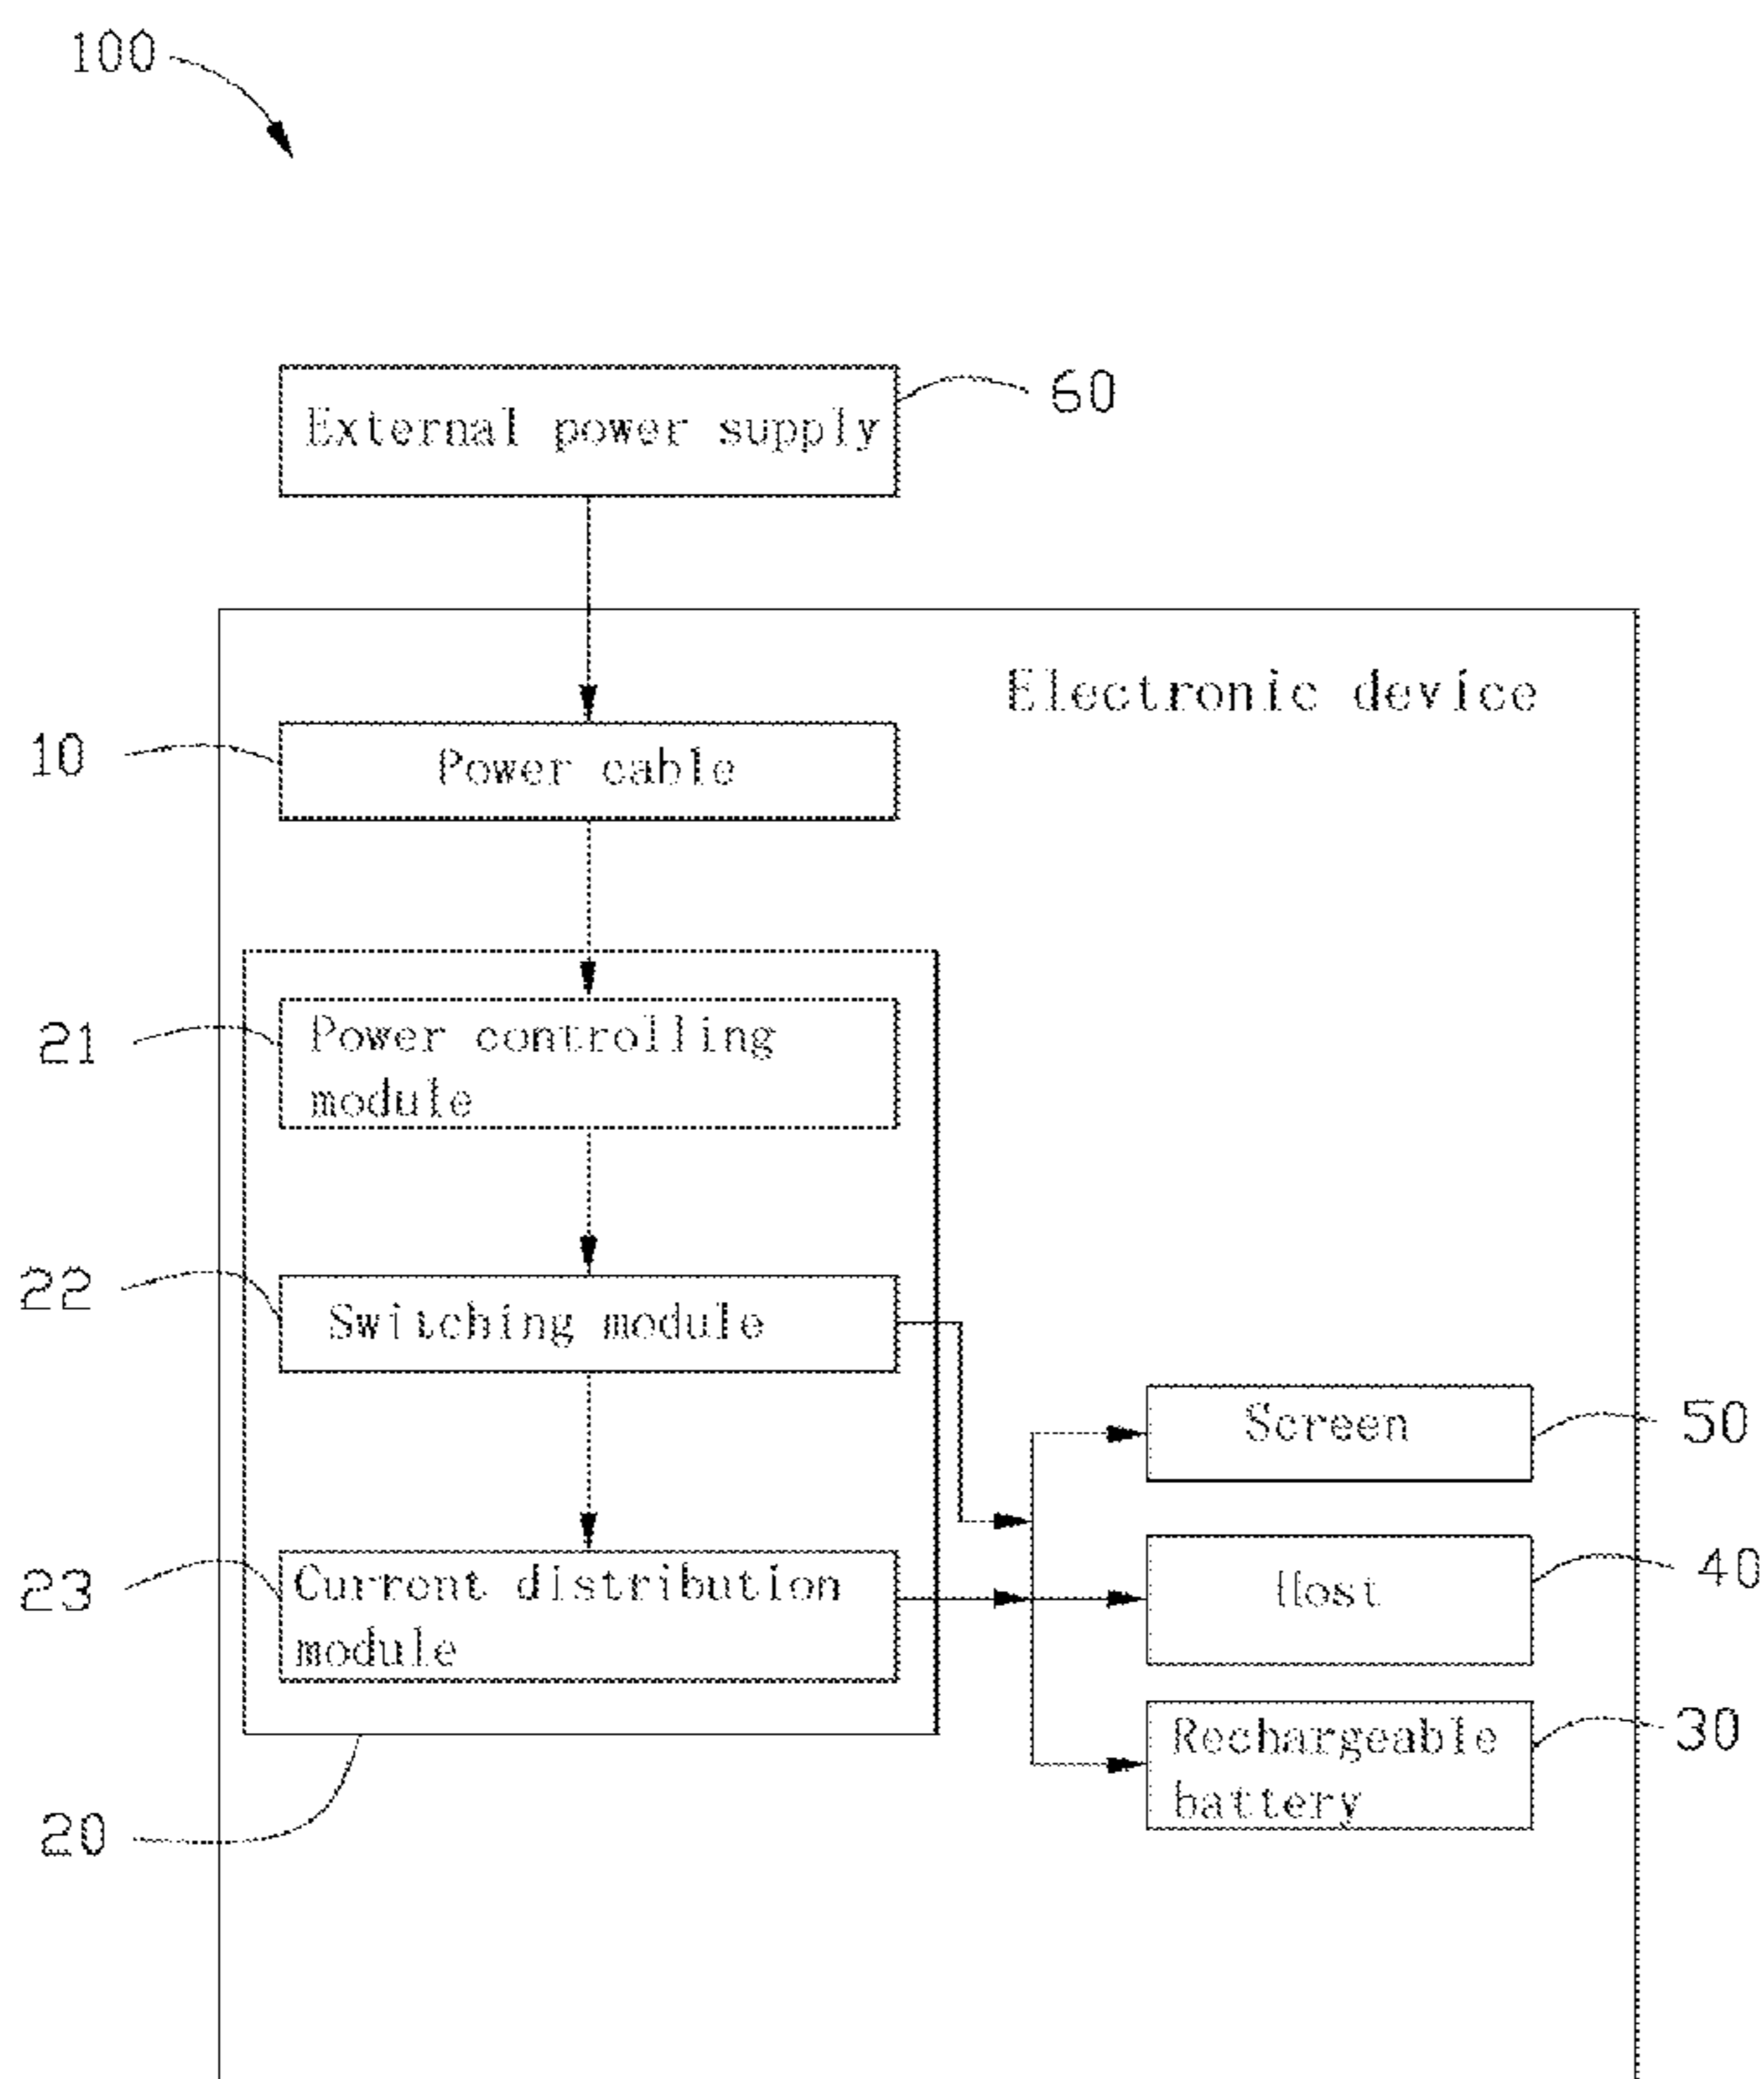 100
External power supply
60
Electronic device
10
Power cable
21
Power controlling
module
22
Switching module
Screen
50
23
Current distribution
module
Host
40
Rechargeable
battery
30
20